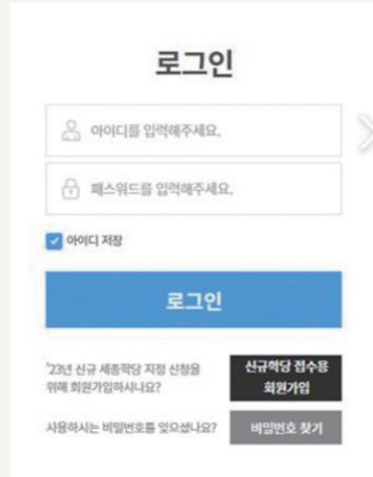 로그인
아이디를 입력해주세요.
패스워드를 입력해주세요.
아이디 저장
로그인
'23년 신규 세종학당 지정 신청을
위해 회원가입하시나요?
신규학당 접수용
회원가입
사용하시는 비밀번호를 잊으셨나요?
비밀번호 찾기